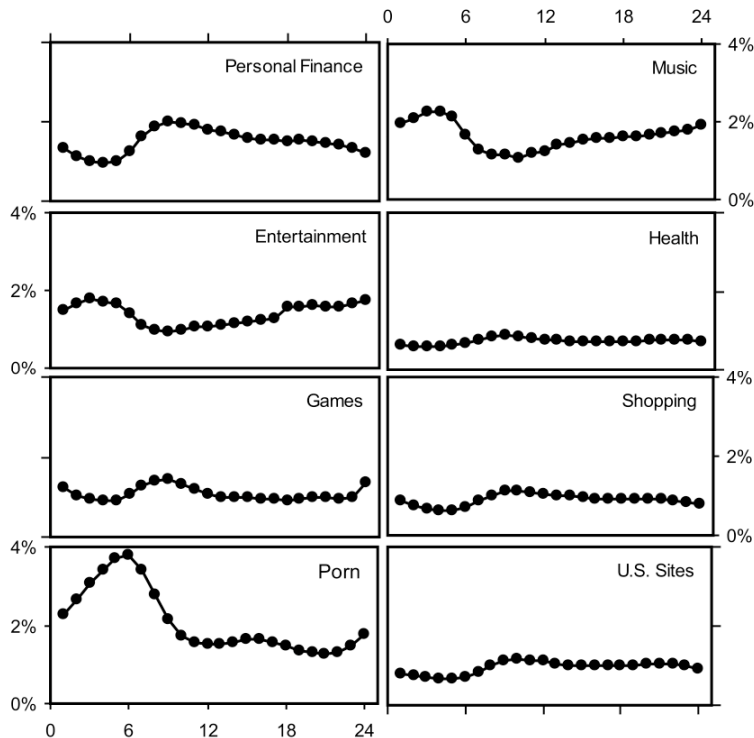 0 6 12 18 24
Personal Finance
Music
4%
2%
0%
4%
2%
0%
Entertainment
Health
Games
Shopping
4%
2%
0%
4%
2%
0%
Porn
U.S. Sites
0 6 12 18 24